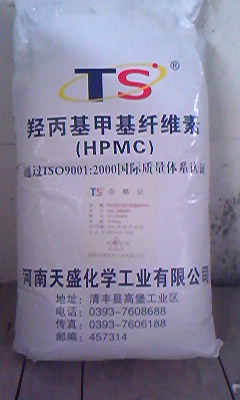 TS®
羟丙基甲基纤维素
(HPMC)
通过ISO9001:2000国际质量体系认证
TS 合格证
河南天盛化学工业有限公司
地址：清丰县高堡工业区
电话：0393-7608688
传真：0393-7606188
邮编：457314